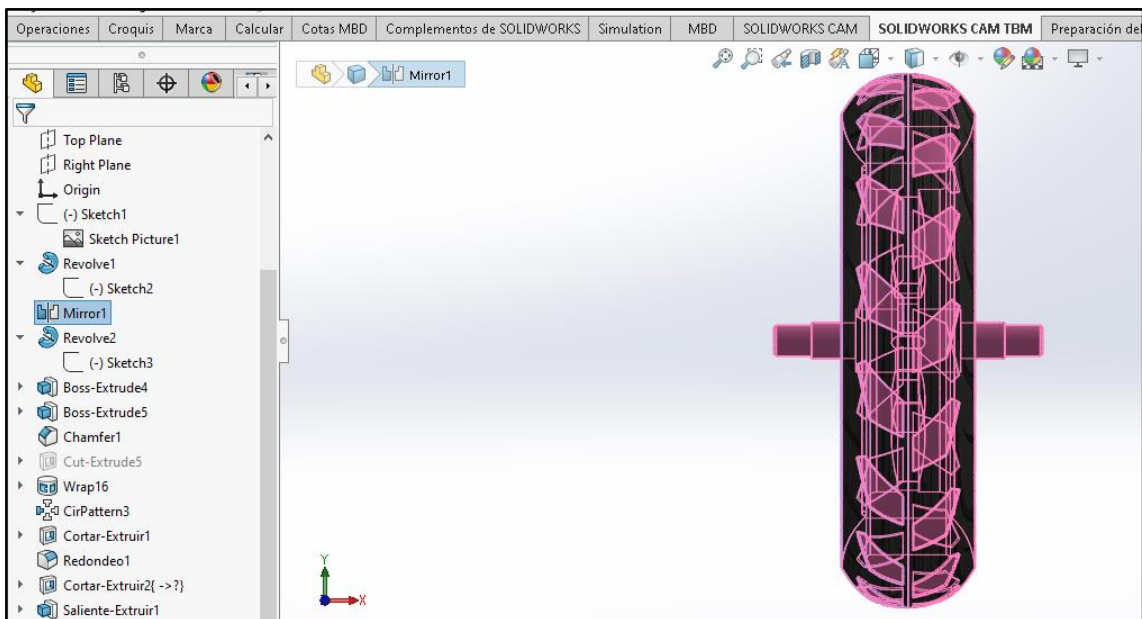 Operaciones Croquis Marca Calcular Cotas MBD Complementos de SOLIDWORKS Simulation MBD SOLIDWORKS CAM SOLIDWORKS CAM TBM Preparación del
Mirror1
Top Plane
Right Plane
Origin
(-) Sketch1
Sketch Picture1
Revolve1
(-) Sketch2
Mirror1
Revolve2
(-) Sketch3
Boss-Extrude4
Boss-Extrude5
Chamfer1
Cut-Extrude5
Wrap16
CirPattern3
Cortar-Extruir1
Redondeo1
Cortar-Extruir2{ ->?}
Saliente-Extruir1
Y
X